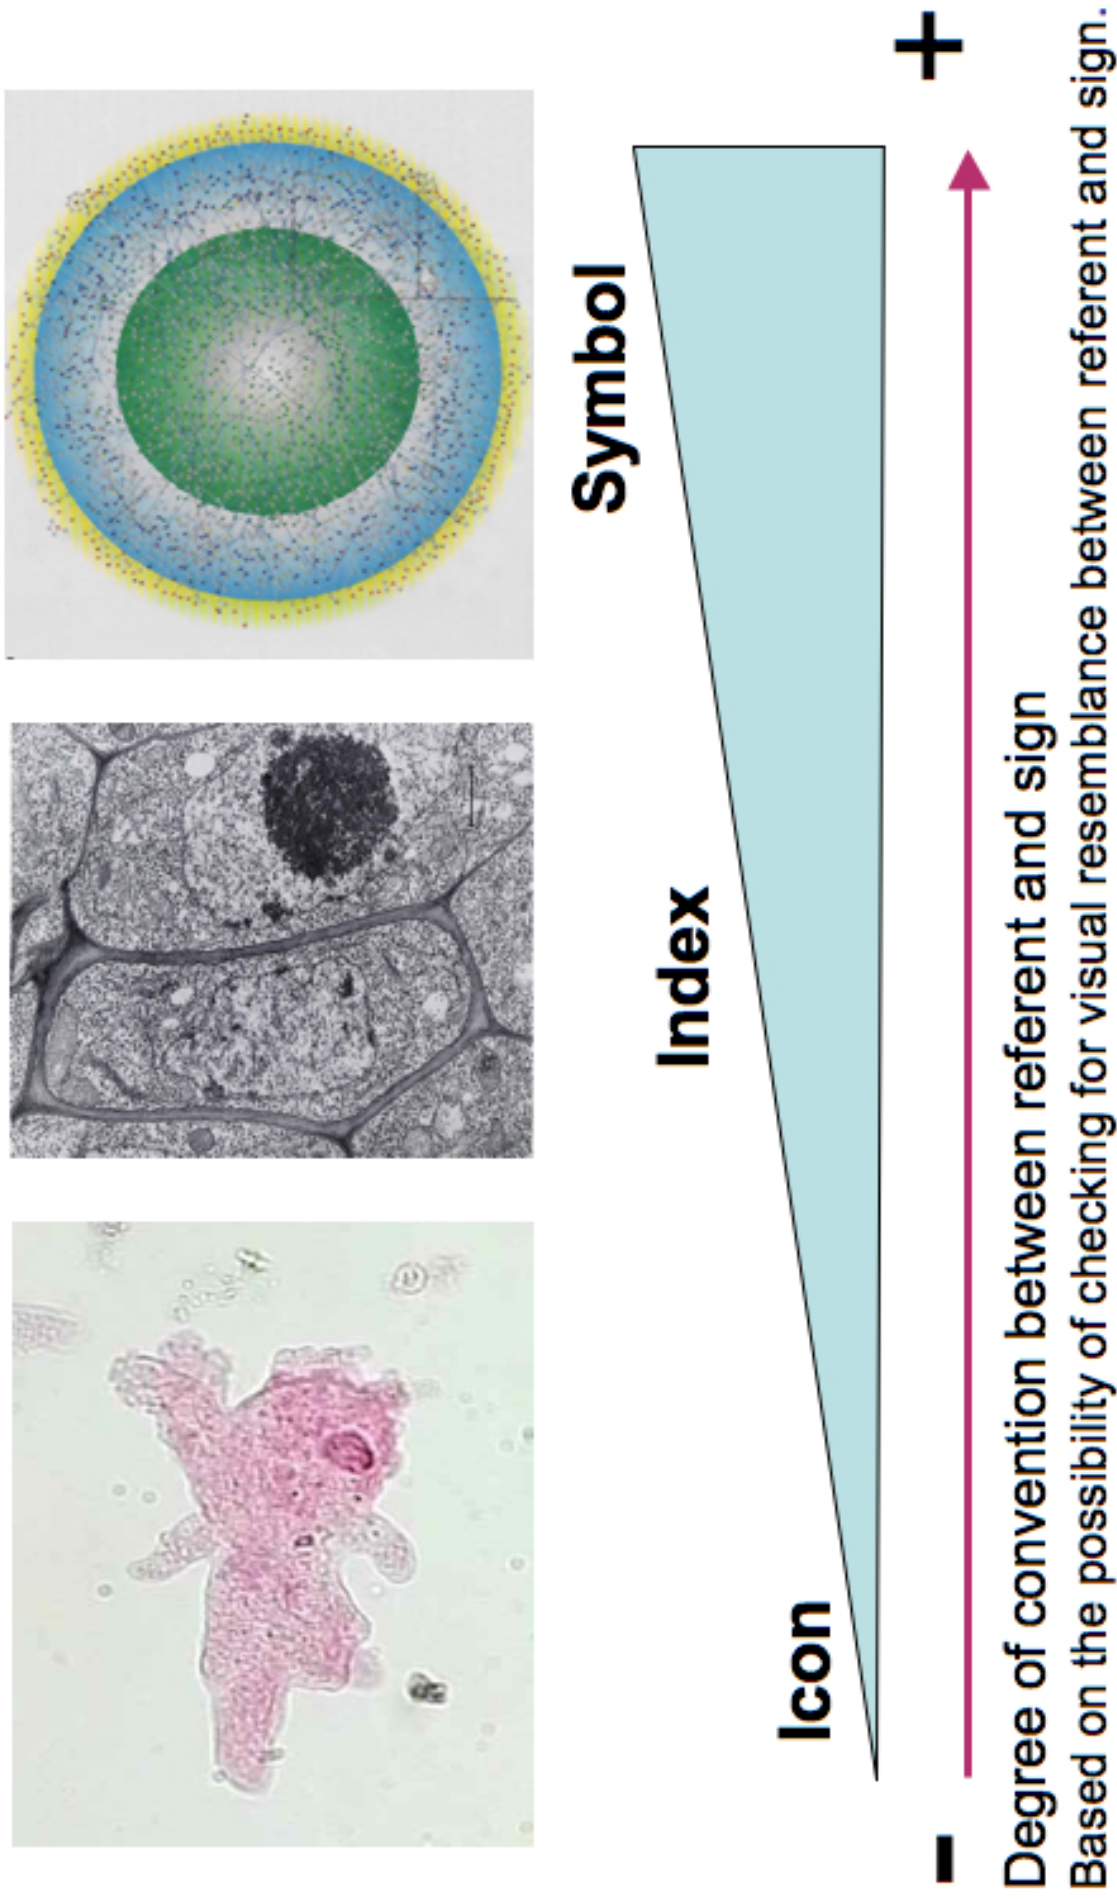 Symbol
Index
Icon
- +
Degree of convention between referent and sign
Based on the possibility of checking for visual resemblance between referent and sign.